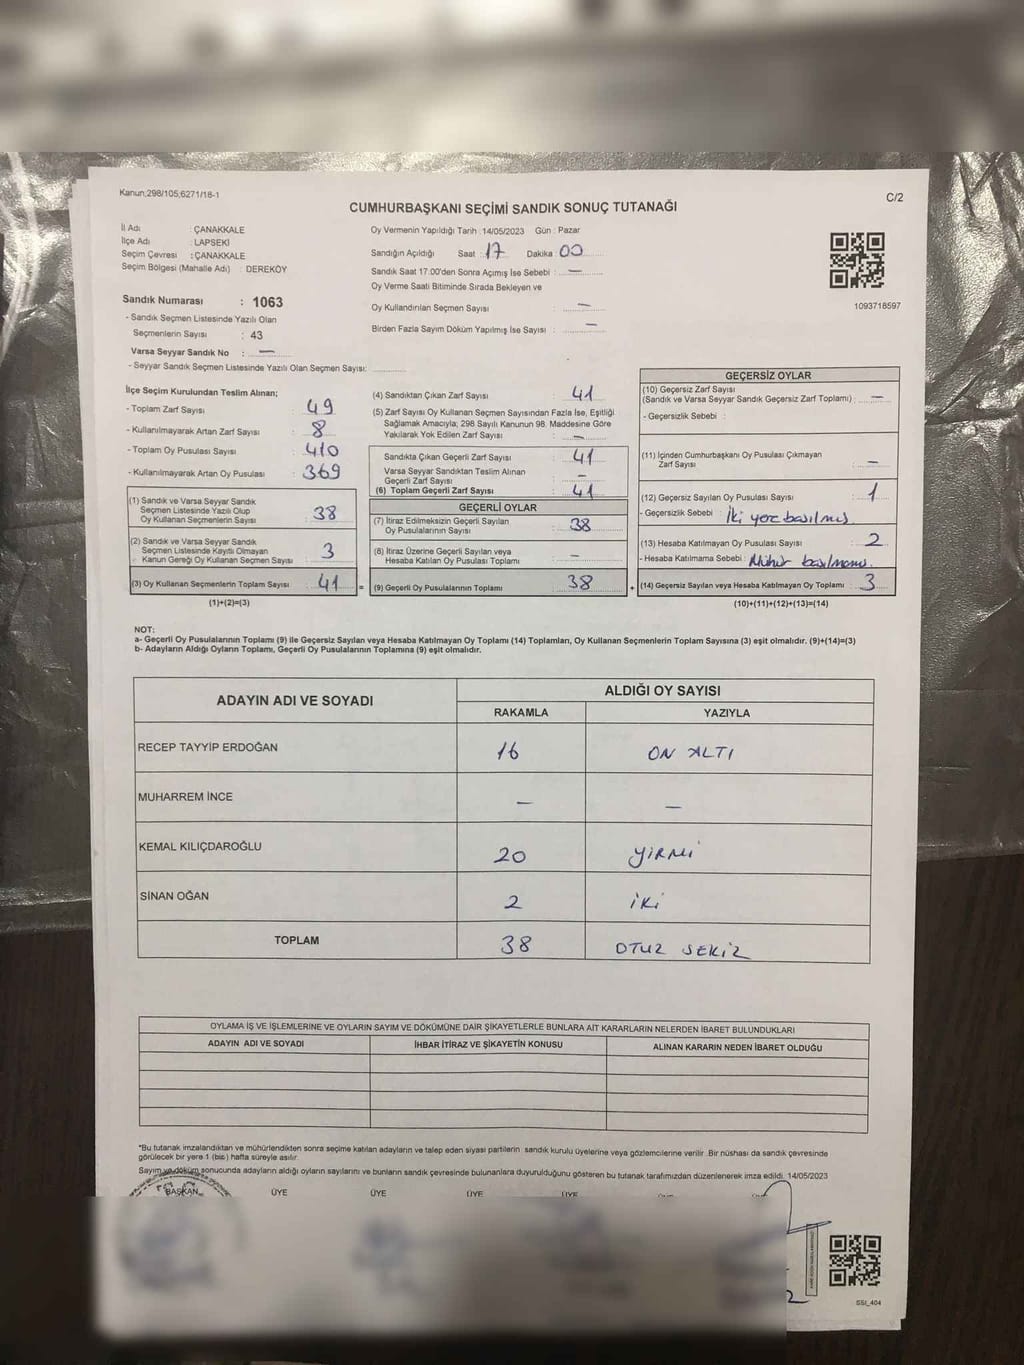 Kanun;298/105,6271/18-1
C/2
CUMHURBAŞKANI SEÇİMİ SANDIK SONUÇ TUTANAĞI
İl Adı : ÇANAKKALE
İlçe Adı : LAPSEKİ
Seçim Çevresi : ÇANAKKALE
Seçim Bölgesi (Mahalle Adı) : DEREKÖY
Sandık Numarası : 1063
- Sandık Seçmen Listesinde Yazılı Olan
Seçmenlerin Sayısı : 43
Varsa Seyyar Sandık No : —
- Seyyar Sandık Seçmen Listesinde Yazılı Olan Seçmen Sayısı:
Oy Vermenin Yapıldığı Tarih : 14/05/2023 Gün : Pazar
Sandığın Açıldığı Saat : 17 Dakika : 00
Sandık Saat 17.00'den Sonra Açımış İse Sebebi : —
Oy Verme Saati Bitiminde Sırada Bekleyen ve
Oy Kullandırılan Seçmen Sayısı : —
Birden Fazla Sayım Döküm Yapılmış İse Sayısı : —
1093718597
İlçe Seçim Kurulundan Teslim Alınan;
- Toplam Zarf Sayısı : 49
- Kullanılmayarak Artan Zarf Sayısı : 8
- Toplam Oy Pusulası Sayısı : 410
- Kullanılmayarak Artan Oy Pusulası : 369
(1) Sandık ve Varsa Seyyar Sandık
Seçmen Listesinde Yazılı Olup
Oy Kullanan Seçmenlerin Sayısı : 38
(2) Sandık ve Varsa Seyyar Sandık
Seçmen Listesinde Kayıtlı Olmayan
Kanun Gereği Oy Kullanan Seçmen Sayısı : 3
(3) Oy Kullanan Seçmenlerin Toplam Sayısı : 41 =
(1)+(2)=(3)
(4) Sandıktan Çıkan Zarf Sayısı : 41
(5) Zarf Sayısı Oy Kullanan Seçmen Sayısından Fazla İse, Eşitliği
Sağlamak Amacıyla; 298 Sayılı Kanunun 98. Maddesine Göre
Yakılarak Yok Edilen Zarf Sayısı : —
Sandıkta Çıkan Geçerli Zarf Sayısı : 41
Varsa Seyyar Sandıktan Teslim Alınan
Geçerli Zarf Sayısı : —
(6) Toplam Geçerli Zarf Sayısı : 41
GEÇERLİ OYLAR
(7) İtiraz Edilmeksizin Geçerli Sayılan
Oy Pusulalarının Sayısı : 38
(8) İtiraz Üzerine Geçerli Sayılan veya
Hesaba Katılan Oy Pusulası Toplamı : —
(9) Geçerli Oy Pusulalarının Toplamı : 38 +
GEÇERSİZ OYLAR
(10) Geçersiz Zarf Sayısı
(Sandık ve Varsa Seyyar Sandık Geçersiz Zarf Toplamı) : —
- Geçersizlik Sebebi :
(11) İçinden Cumhurbaşkanı Oy Pusulası Çıkmayan
Zarf Sayısı : —
(12) Geçersiz Sayılan Oy Pusulası Sayısı : 1
- Geçersizlik Sebebi : İki yere basılmış
(13) Hesaba Katılmayan Oy Pusulası Sayısı : 2
- Hesaba Katılmama Sebebi : Mühür basılmamış.
(14) Geçersiz Sayılan veya Hesaba Katılmayan Oy Toplamı : 3
(10)+(11)+(12)+(13)=(14)
NOT:
a- Geçerli Oy Pusulalarının Toplamı (9) ile Geçersiz Sayılan veya Hesaba Katılmayan Oy Toplamı (14) Toplamları, Oy Kullanan Seçmenlerin Toplam Sayısına (3) eşit olmalıdır. (9)+(14)=(3)
b- Adayların Aldığı Oyların Toplamı, Geçerli Oy Pusulalarının Toplamına (9) eşit olmalıdır.
ADAYIN ADI VE SOYADI ALDIĞI OY SAYISI
RAKAMLA YAZIYLA
RECEP TAYYİP ERDOĞAN 16 ON ALTI
MUHARREM İNCE — —
KEMAL KILIÇDAROĞLU 20 YİRMİ
SİNAN OĞAN 2 İKİ
TOPLAM 38 OTUZ SEKİZ
OYLAMA İŞ VE İŞLEMLERİNE VE OYLARIN SAYIM VE DÖKÜMÜNE DAİR ŞİKAYETLERLE BUNLARA AİT KARARLARIN NELERDEN İBARET BULUNDUKLARI
ADAYIN ADI VE SOYADI İHBAR İTİRAZ VE ŞİKAYETİN KONUSU ALINAN KARARIN NEDEN İBARET OLDUĞU
*Bu tutanak imzalandıktan ve mühürlendikten sonra seçime katılan adayların ve talep eden siyasi partilerin sandık kurulu üyelerine veya gözlemcilerine verilir. Bir nüshası da sandık çevresinde
görülecek bir yere 1 (bir) hafta süreyle asılır.
Sayım ve döküm sonucunda adayların aldığı oyların sayılarını ve bunların sandık çevresinde bulunanlara duyurulduğunu gösteren bu tutanak tarafımızdan düzenlenerek imza edildi. 14/05/2023
BAŞKAN ÜYE ÜYE ÜYE ÜYE
SSİ_404